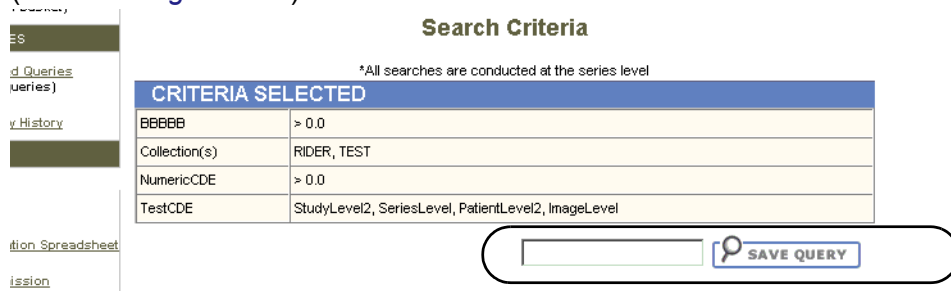 Search Criteria
ES
*All searches are conducted at the series level
d Queries
ueries)
CRITERIA SELECTED
BBBBB > 0.0
y History
Collection(s) RIDER, TEST
NumericCDE > 0.0
TestCDE StudyLevel2, SeriesLevel, PatientLevel2, ImageLevel
tion Spreadsheet
SAVE QUERY
ission